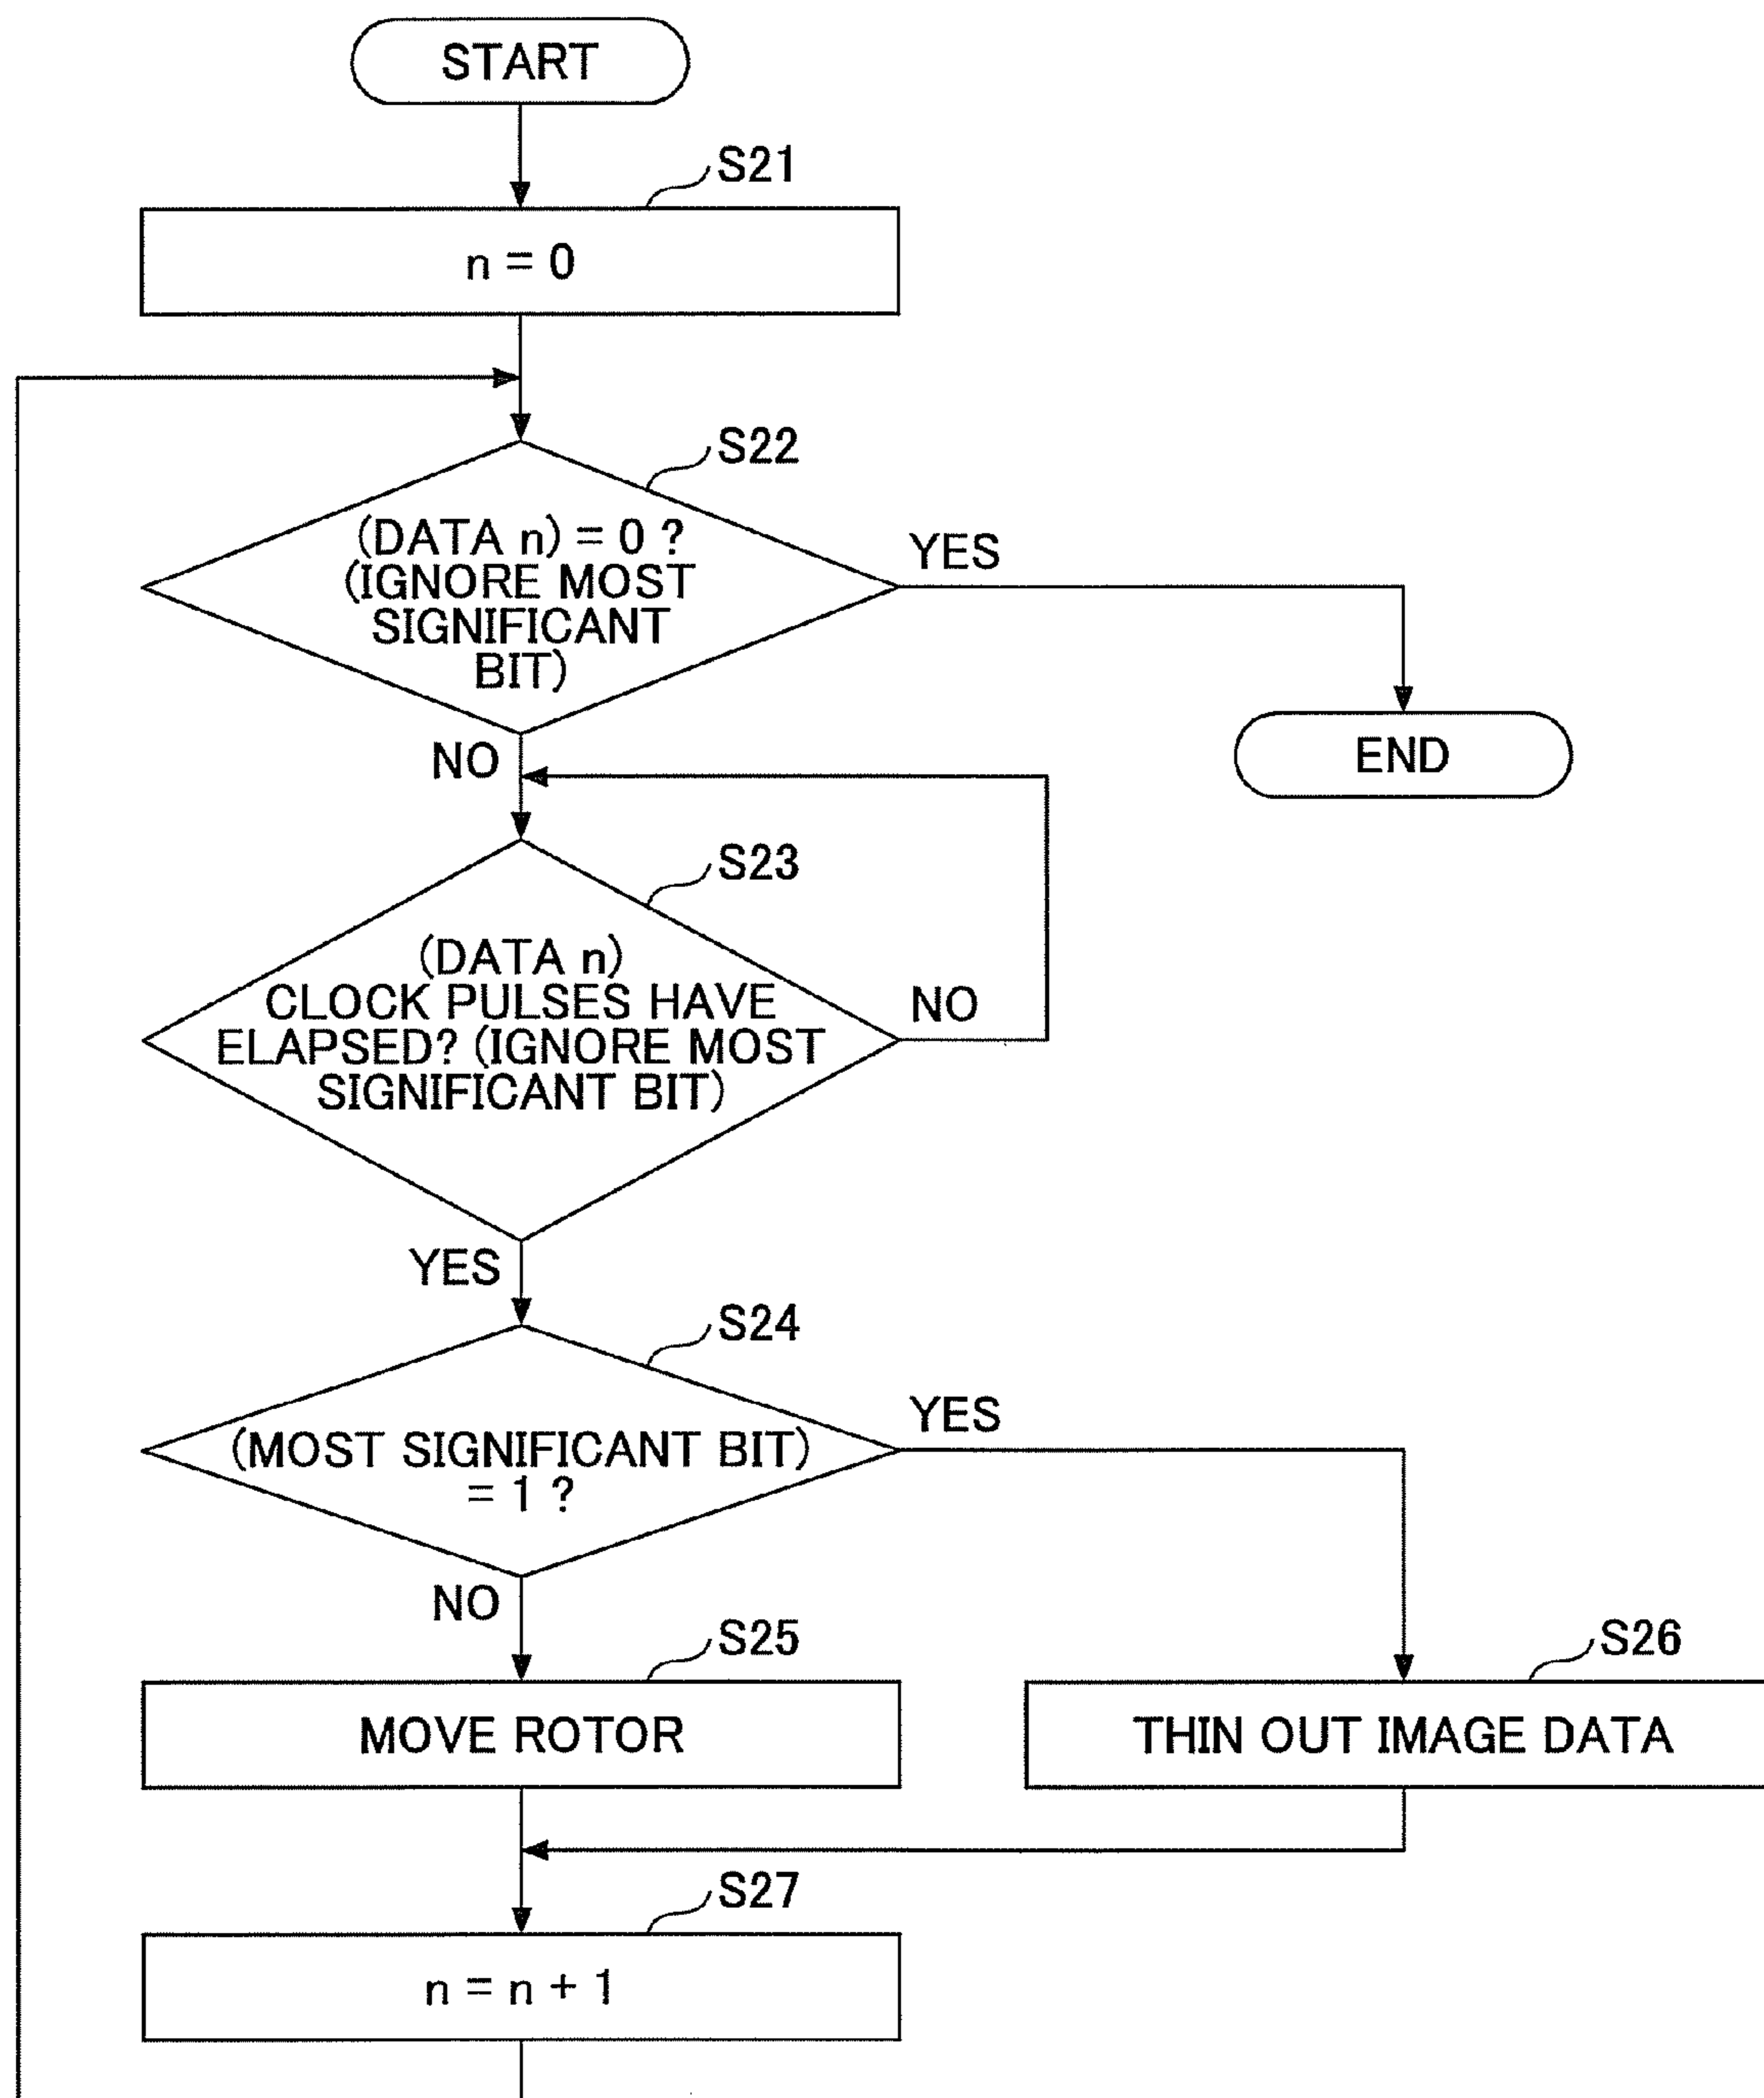 START
S21
n = 0
S22
(DATA n) = 0 ?
(IGNORE MOST
SIGNIFICANT
BIT)
YES
END
NO
S23
(DATA n)
CLOCK PULSES HAVE
ELAPSED? (IGNORE MOST
SIGNIFICANT BIT)
NO
YES
S24
(MOST SIGNIFICANT BIT)
= 1 ?
YES
NO
S25
MOVE ROTOR
S26
THIN OUT IMAGE DATA
S27
n = n + 1